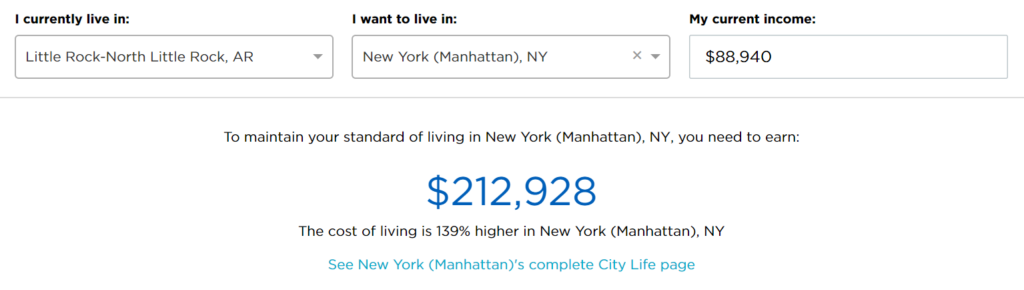 I currently live in:
I want to live in:
My current income:
Little Rock-North Little Rock, AR
New York (Manhattan), NY
$88,940
To maintain your standard of living in New York (Manhattan), NY, you need to earn:
$212,928
The cost of living is 139% higher in New York (Manhattan), NY
See New York (Manhattan)'s complete City Life page